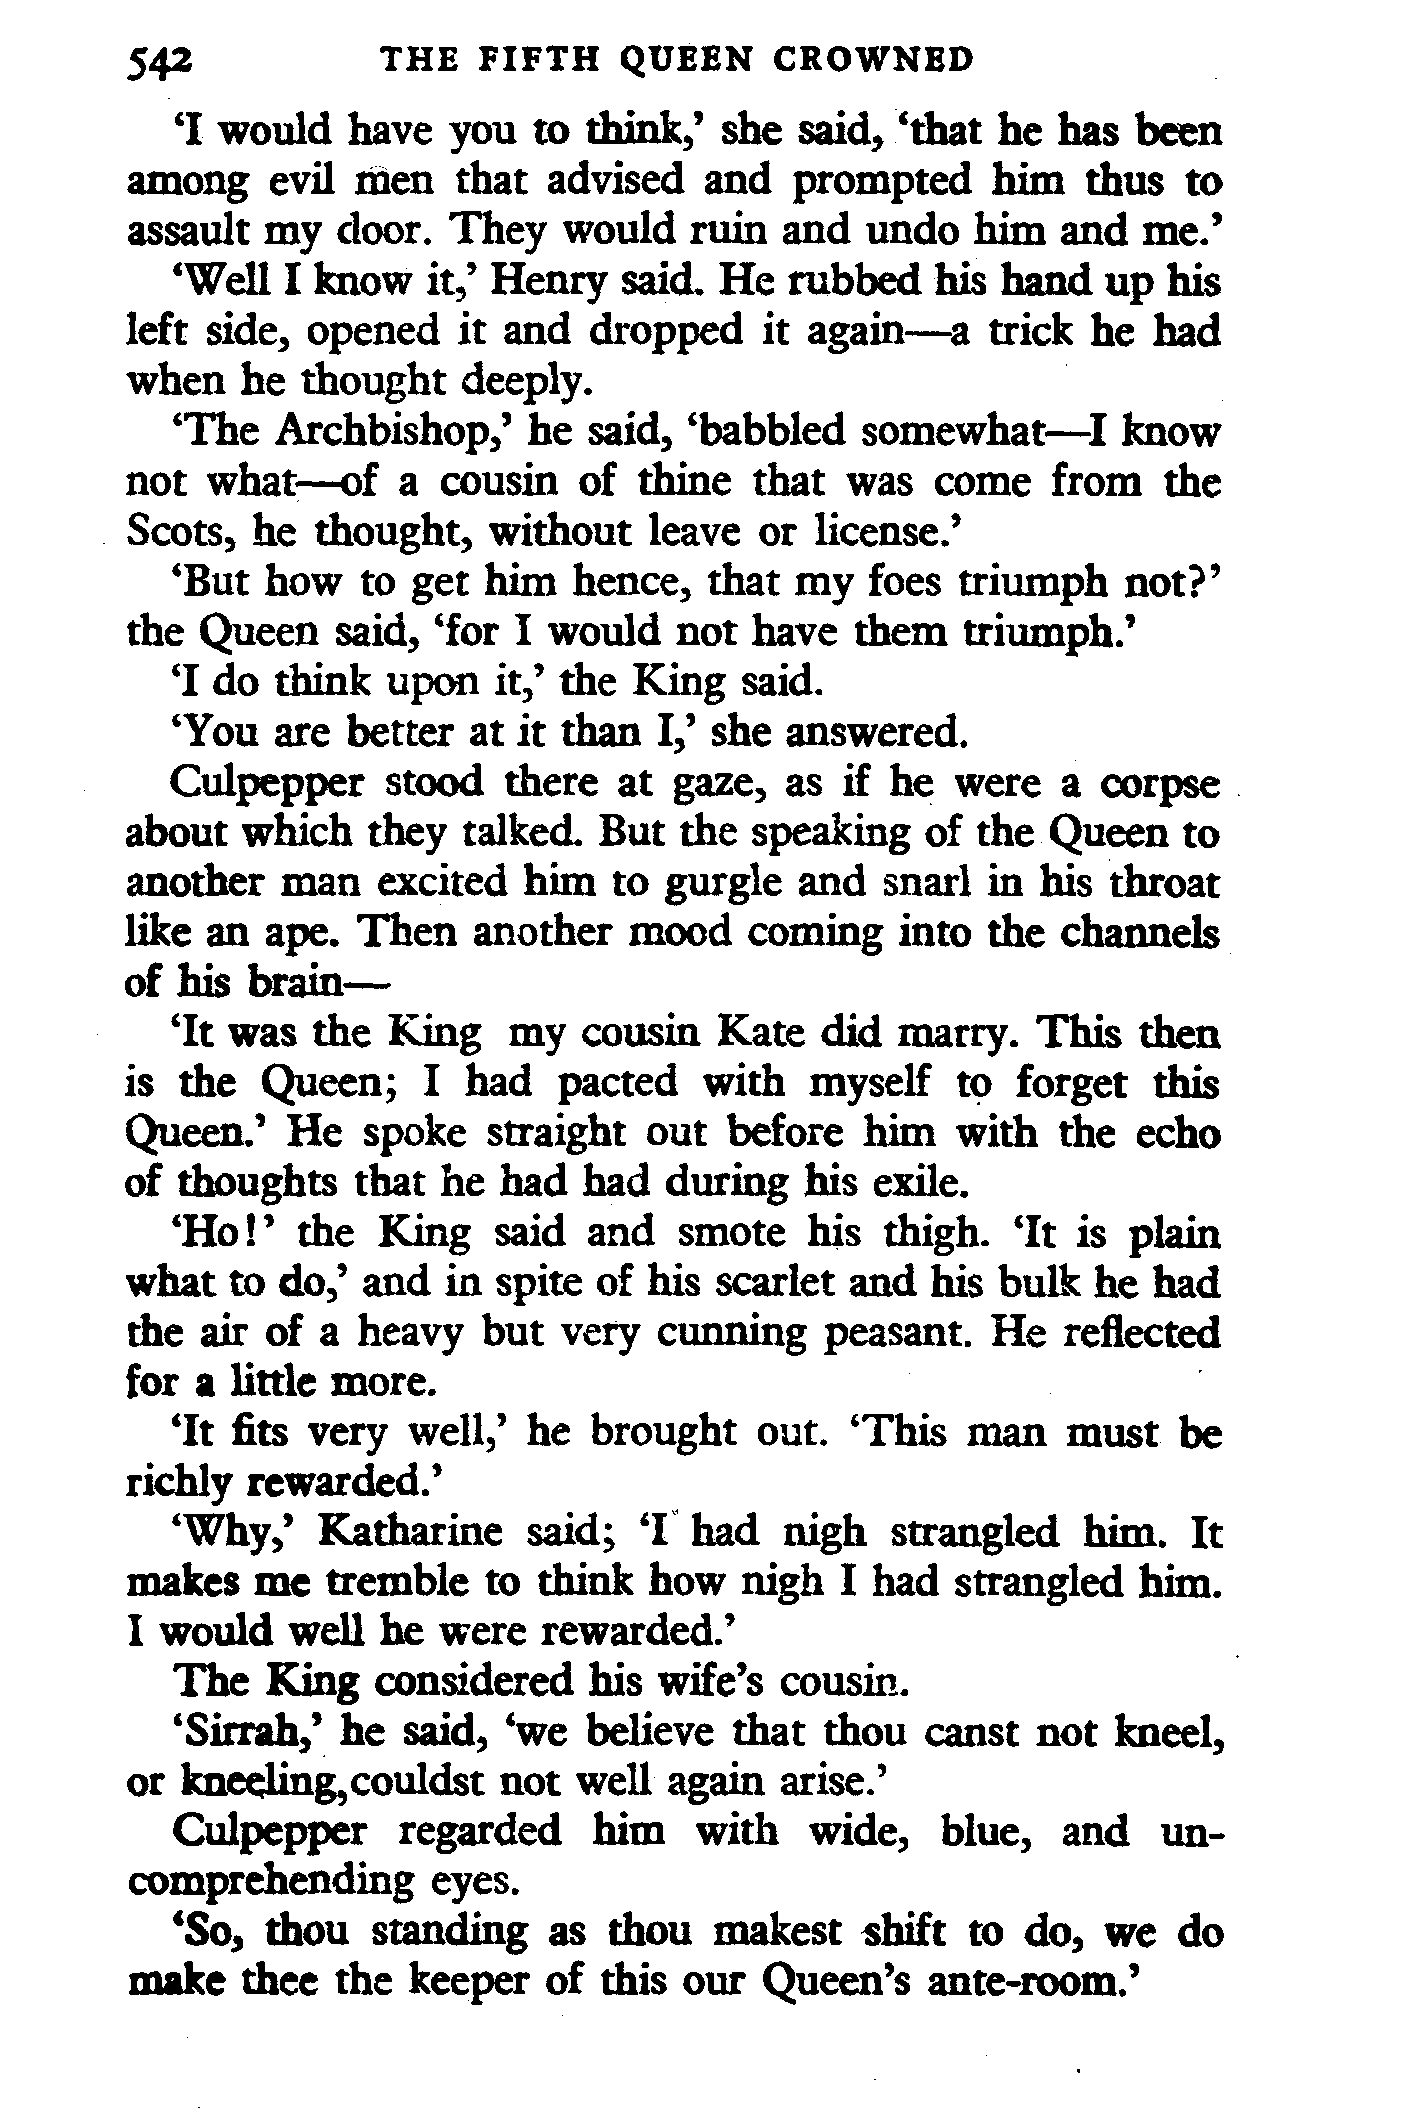 542 THE FIFTH QUEEN CROWNED
‘I would have you to think,’ she said, ‘that he has been
among evil men that advised and prompted him thus to
assault my door. They would ruin and undo him and me.’
‘Well I know it,’ Henry said. He rubbed his hand up his
left side, opened it and dropped it again—a trick he had
when he thought deeply.
‘The Archbishop,’ he said, ‘babbled somewhat—I know
not what—of a cousin of thine that was come from the
Scots, he thought, without leave or license.’
‘But how to get him hence, that my foes triumph not?’
the Queen said, ‘for I would not have them triumph.’
‘I do think upon it,’ the King said.
‘You are better at it than I,’ she answered.
Culpepper stood there at gaze, as if he were a corpse
about which they talked. But the speaking of the Queen to
another man excited him to gurgle and snarl in his throat
like an ape. Then another mood coming into the channels
of his brain—
‘It was the King my cousin Kate did marry. This then
is the Queen; I had pacted with myself to forget this
Queen.’ He spoke straight out before him with the echo
of thoughts that he had had during his exile.
‘Ho!’ the King said and smote his thigh. ‘It is plain
what to do,’ and in spite of his scarlet and his bulk he had
the air of a heavy but very cunning peasant. He reflected
for a little more.
‘It fits very well,’ he brought out. ‘This man must be
richly rewarded.’
‘Why,’ Katharine said; ‘I had nigh strangled him. It
makes me tremble to think how nigh I had strangled him.
I would well he were rewarded.’
The King considered his wife’s cousin.
‘Sirrah,’ he said, ‘we believe that thou canst not kneel,
or kneeling, couldst not well again arise.’
Culpepper regarded him with wide, blue, and un-
comprehending eyes.
‘So, thou standing as thou makest shift to do, we do
make thee the keeper of this our Queen’s ante-room.’